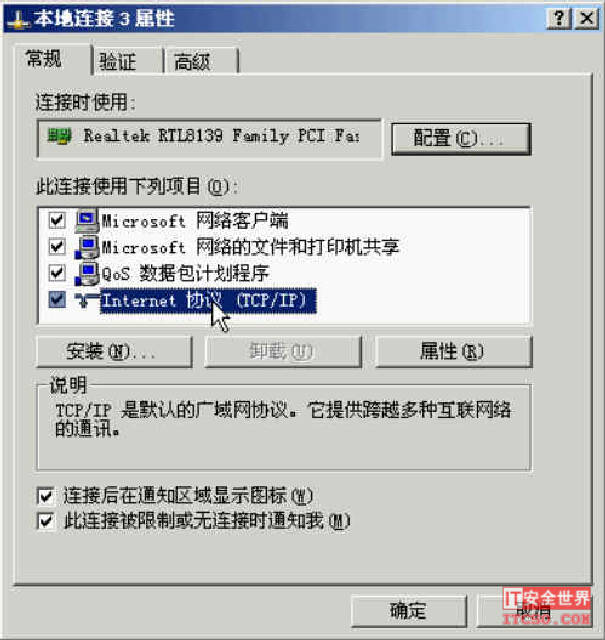 本地连接 3 属性
常规
验证
高级
连接时使用:
Realtek RTL8139 Family PCI Fas
配置(C)...
此连接使用下列项目(O):
Microsoft 网络客户端
Microsoft 网络的文件和打印机共享
QoS 数据包计划程序
Internet 协议 (TCP/IP)
安装(N)...
卸载(U)
属性(R)
说明
TCP/IP 是默认的广域网协议。它提供跨越多种互联网络
的通讯。
连接后在通知区域显示图标(W)
此连接被限制或无连接时通知我(M)
确定
取消
IT安全世界